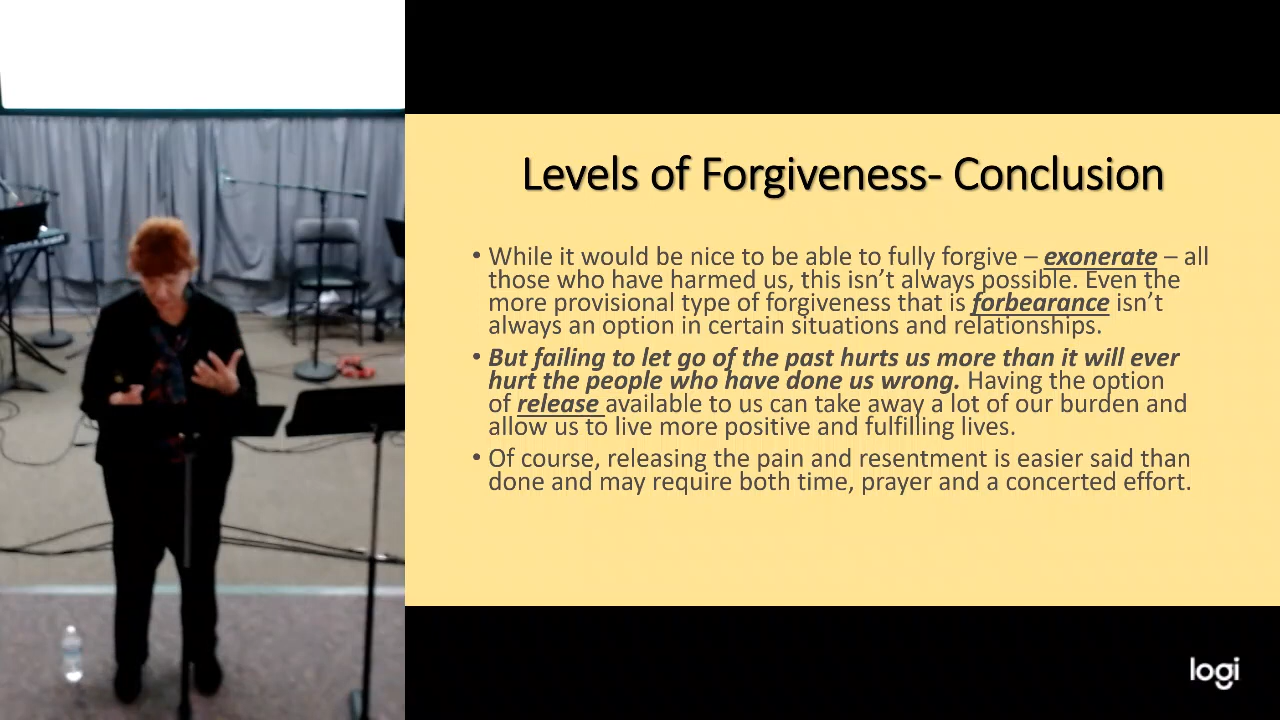 Levels of Forgiveness- Conclusion
• While it would be nice to be able to fully forgive – exonerate – all
those who have harmed us, this isn’t always possible. Even the
more provisional type of forgiveness that is forbearance isn’t
always an option in certain situations and relationships.
• But failing to let go of the past hurts us more than it will ever
hurt the people who have done us wrong. Having the option
of release available to us can take away a lot of our burden and
allow us to live more positive and fulfilling lives.
• Of course, releasing the pain and resentment is easier said than
done and may require both time, prayer and a concerted effort.
logi